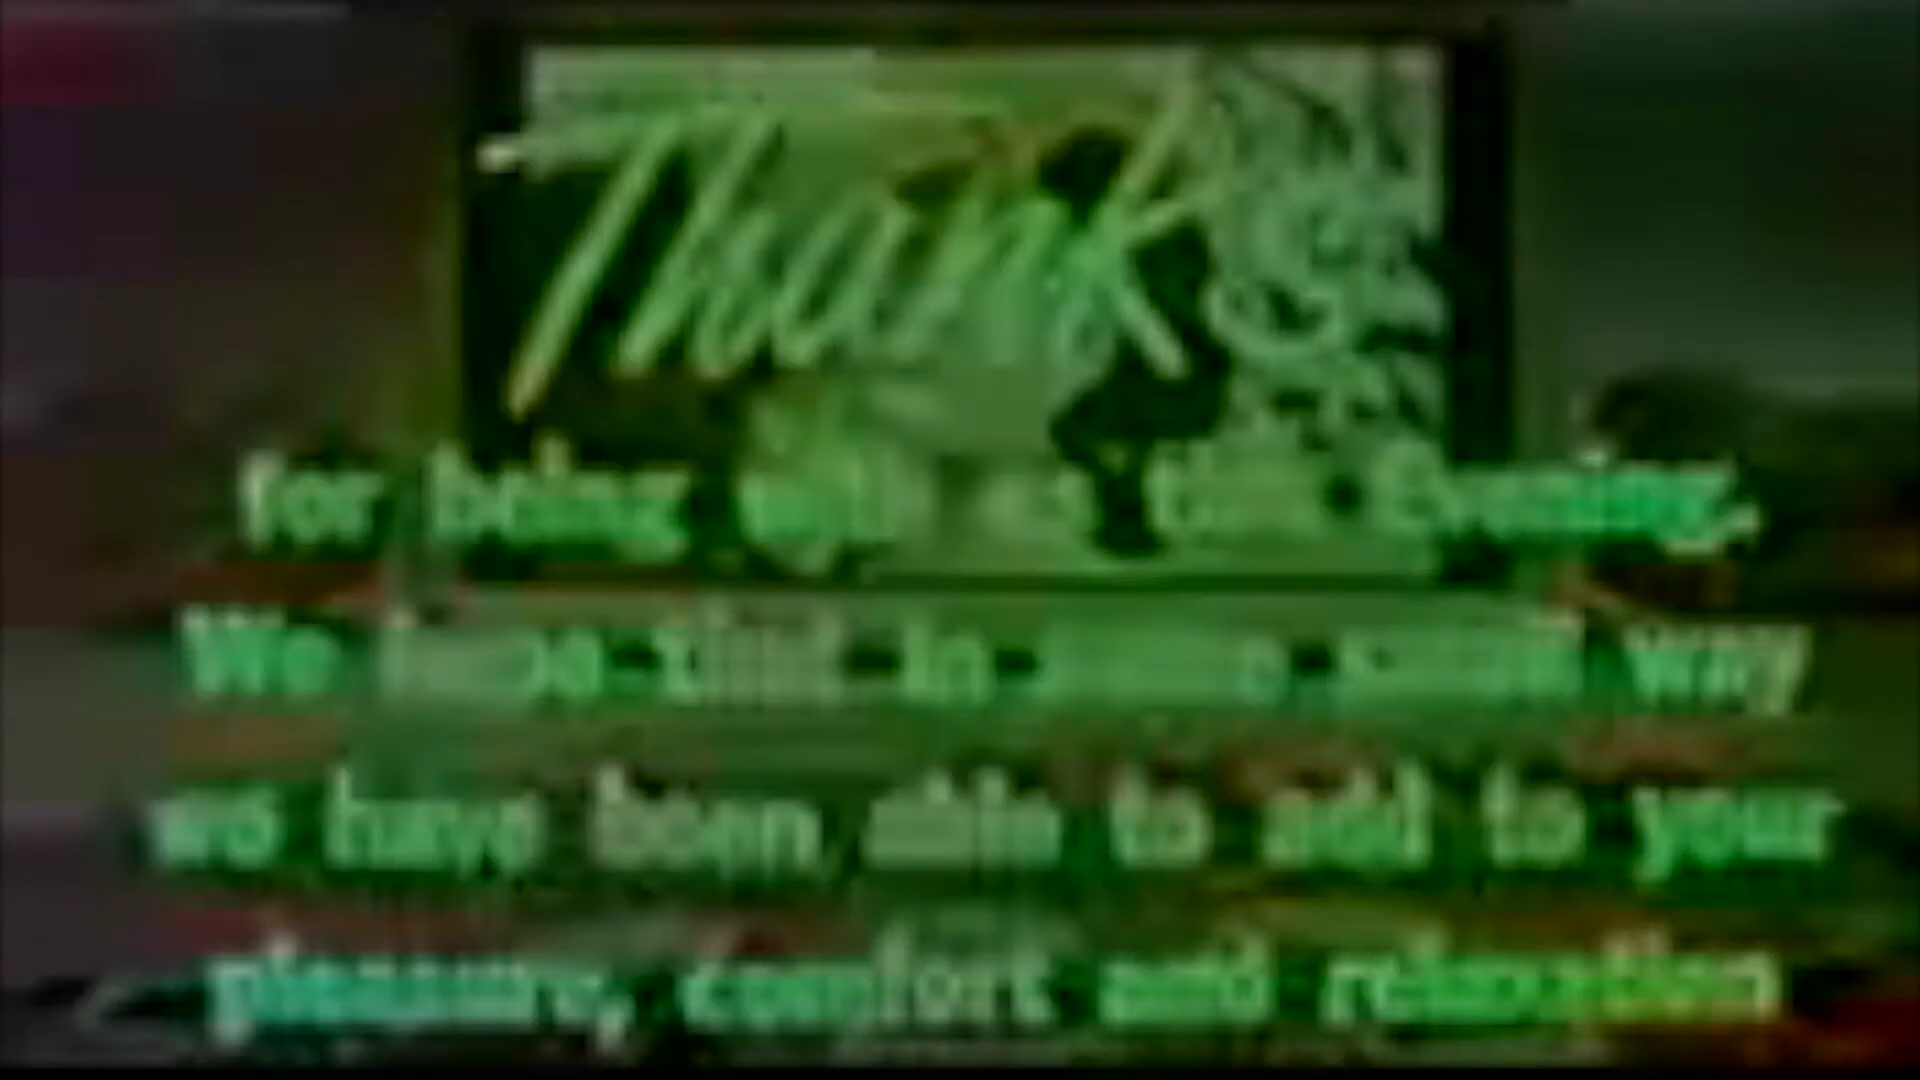 Thanks
for being with us this evening,
We hope that in some small way
we have been able to add to your
pleasure, comfort and relaxation